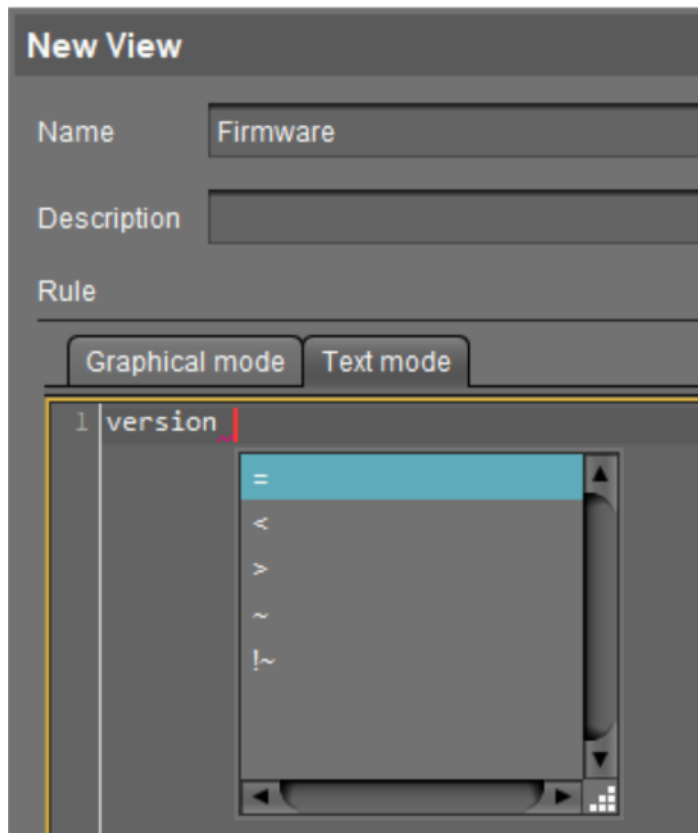 New View
Name
Firmware
Description
Rule
Graphical mode
Text mode
1 version
=
<
>
~
!~